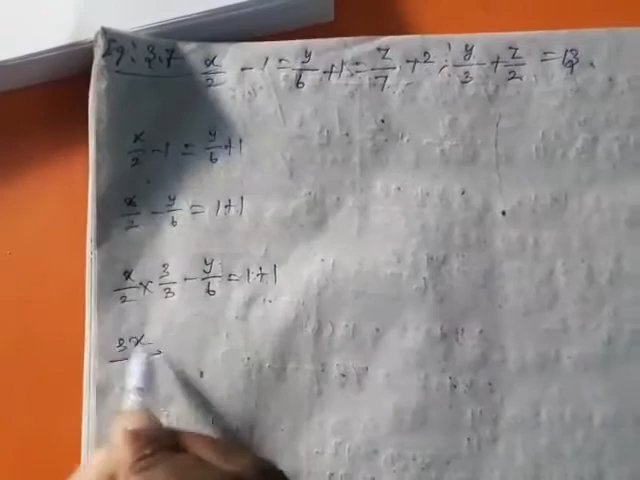 Eg: 3.7 x/2 - 1 = y/6 + 1 = z/7 + 2 ; y/3 + z/2 = 13.
x/2 - 1 = y/6 + 1
x/2 - y/6 = 1+1
x/2 × 3/3 - y/6 = 1+1
3x